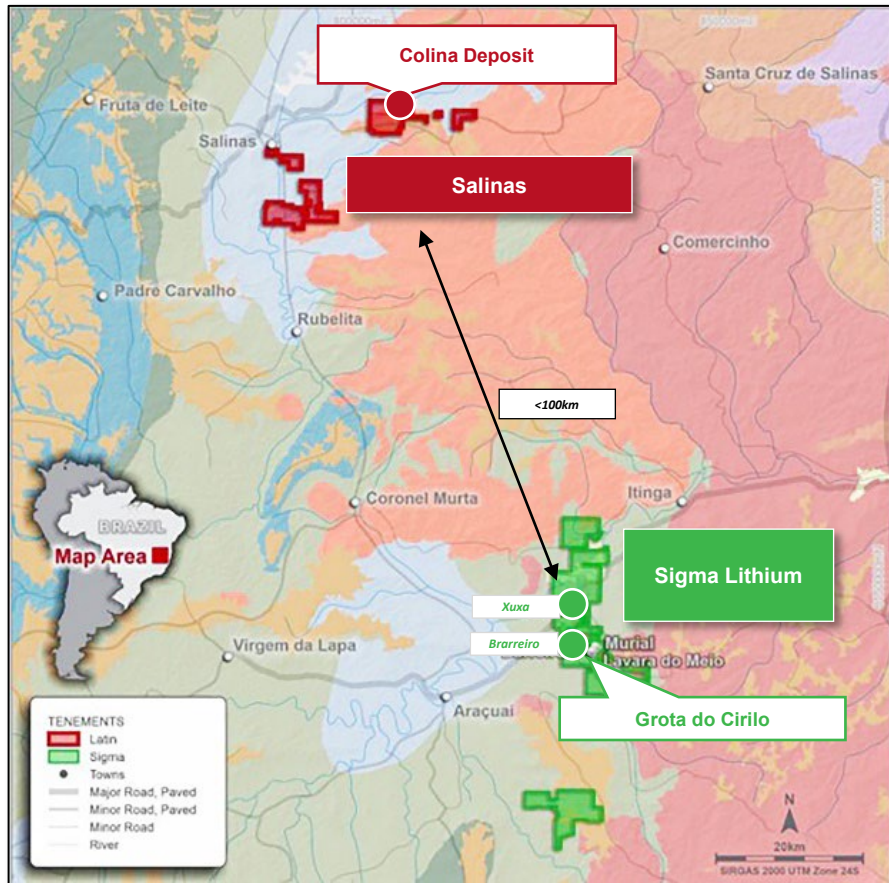 800000mE
850000mE
Colina Deposit
Santa Cruz de Salinas
Fruta de Leite
Salinas
Salinas
Comercinho
Padre Carvalho
Rubelita
<100km
Coronel Murta
Itinga
BRAZIL
Map Area
Sigma Lithium
Xuxa
Brarreiro
Murial
Lavara do Meio
Virgem da Lapa
Araçuai
Grota do Cirilo
TENEMENTS
Latin
Sigma
Towns
Major Road, Paved
Minor Road, Paved
Minor Road
River
N
20km
SIRGAS 2000 UTM Zone 24S